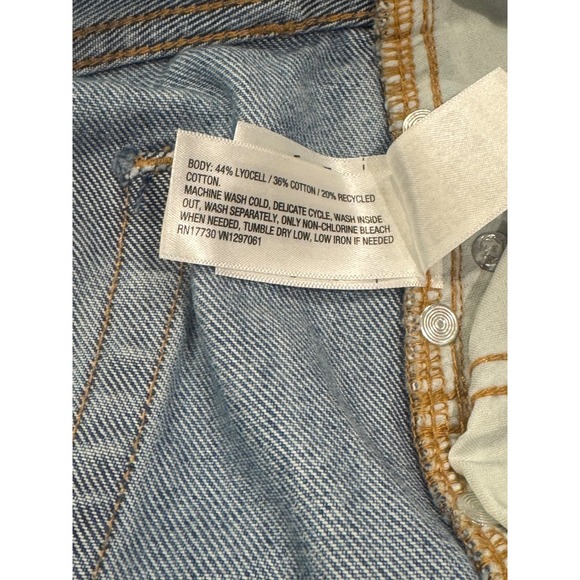 BODY: 44% LYOCELL / 36% COTTON / 20% RECYCLED
COTTON.
MACHINE WASH COLD, DELICATE CYCLE, WASH INSIDE
OUT, WASH SEPARATELY, ONLY NON-CHLORINE BLEACH
WHEN NEEDED, TUMBLE DRY LOW, LOW IRON IF NEEDED
RN17730 VN1297061